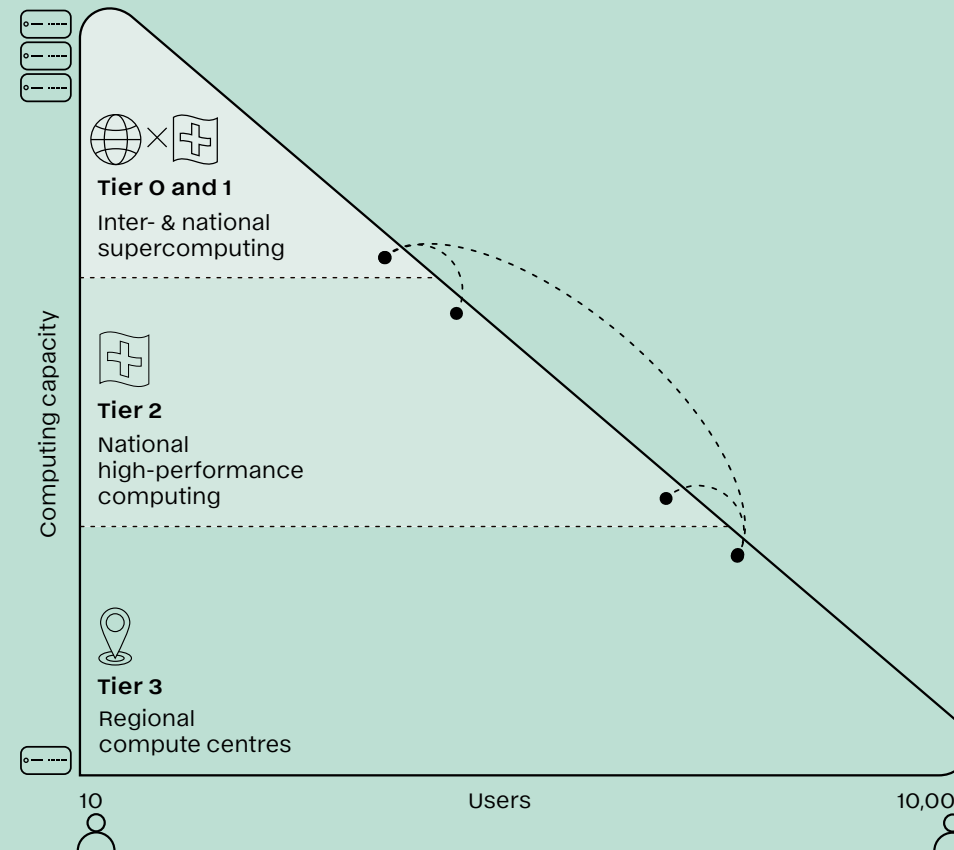 Tier 0 and 1
Inter- & national
supercomputing
Computing capacity
Tier 2
National
high-performance
computing
Tier 3
Regional
compute centres
10
Users